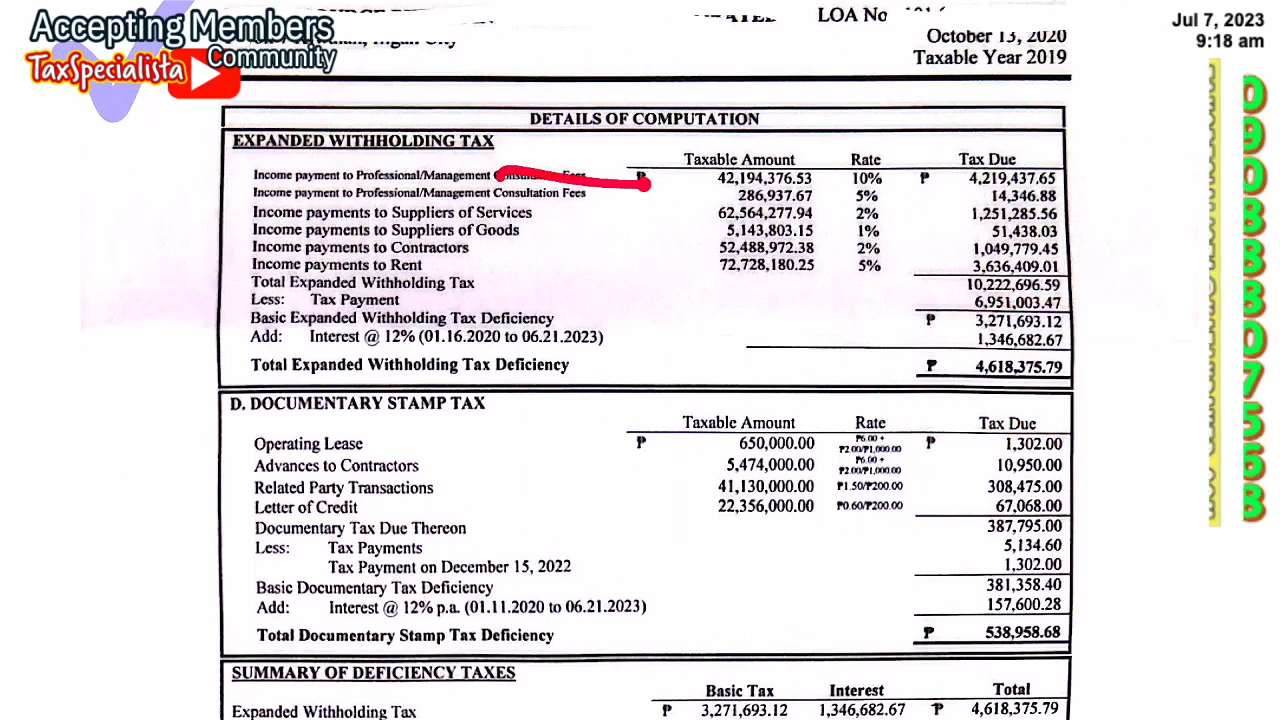 Accepting Members
Community
TaxSpecialista
LOA No
October 13, 2020
Taxable Year 2019
Jul 7, 2023
9:18 am
09088807568
DETAILS OF COMPUTATION
EXPANDED WITHHOLDING TAX
Taxable Amount Rate Tax Due
Income payment to Professional/Management Consultation Fees ₱ 42,194,376.53 10% ₱ 4,219,437.65
Income payment to Professional/Management Consultation Fees 286,937.67 5% 14,346.88
Income payments to Suppliers of Services 62,564,277.94 2% 1,251,285.56
Income payments to Suppliers of Goods 5,143,803.15 1% 51,438.03
Income payments to Contractors 52,488,972.38 2% 1,049,779.45
Income payments to Rent 72,728,180.25 5% 3,636,409.01
Total Expanded Withholding Tax 10,222,696.59
Less: Tax Payment 6,951,003.47
Basic Expanded Withholding Tax Deficiency ₱ 3,271,693.12
Add: Interest @ 12% (01.16.2020 to 06.21.2023) 1,346,682.67
Total Expanded Withholding Tax Deficiency ₱ 4,618,375.79
D. DOCUMENTARY STAMP TAX
Taxable Amount Rate Tax Due
Operating Lease ₱ 650,000.00 ₱6.00 + ₱2.00/₱1,000.00 ₱ 1,302.00
Advances to Contractors 5,474,000.00 ₱6.00 + ₱2.00/₱1,000.00 10,950.00
Related Party Transactions 41,130,000.00 ₱1.50/₱200.00 308,475.00
Letter of Credit 22,356,000.00 ₱0.60/₱200.00 67,068.00
Documentary Tax Due Thereon 387,795.00
Less: Tax Payments 5,134.60
Tax Payment on December 15, 2022 1,302.00
Basic Documentary Tax Deficiency 381,358.40
Add: Interest @ 12% p.a. (01.11.2020 to 06.21.2023) 157,600.28
Total Documentary Stamp Tax Deficiency ₱ 538,958.68
SUMMARY OF DEFICIENCY TAXES
Basic Tax Interest Total
Expanded Withholding Tax ₱ 3,271,693.12 1,346,682.67 ₱ 4,618,375.79